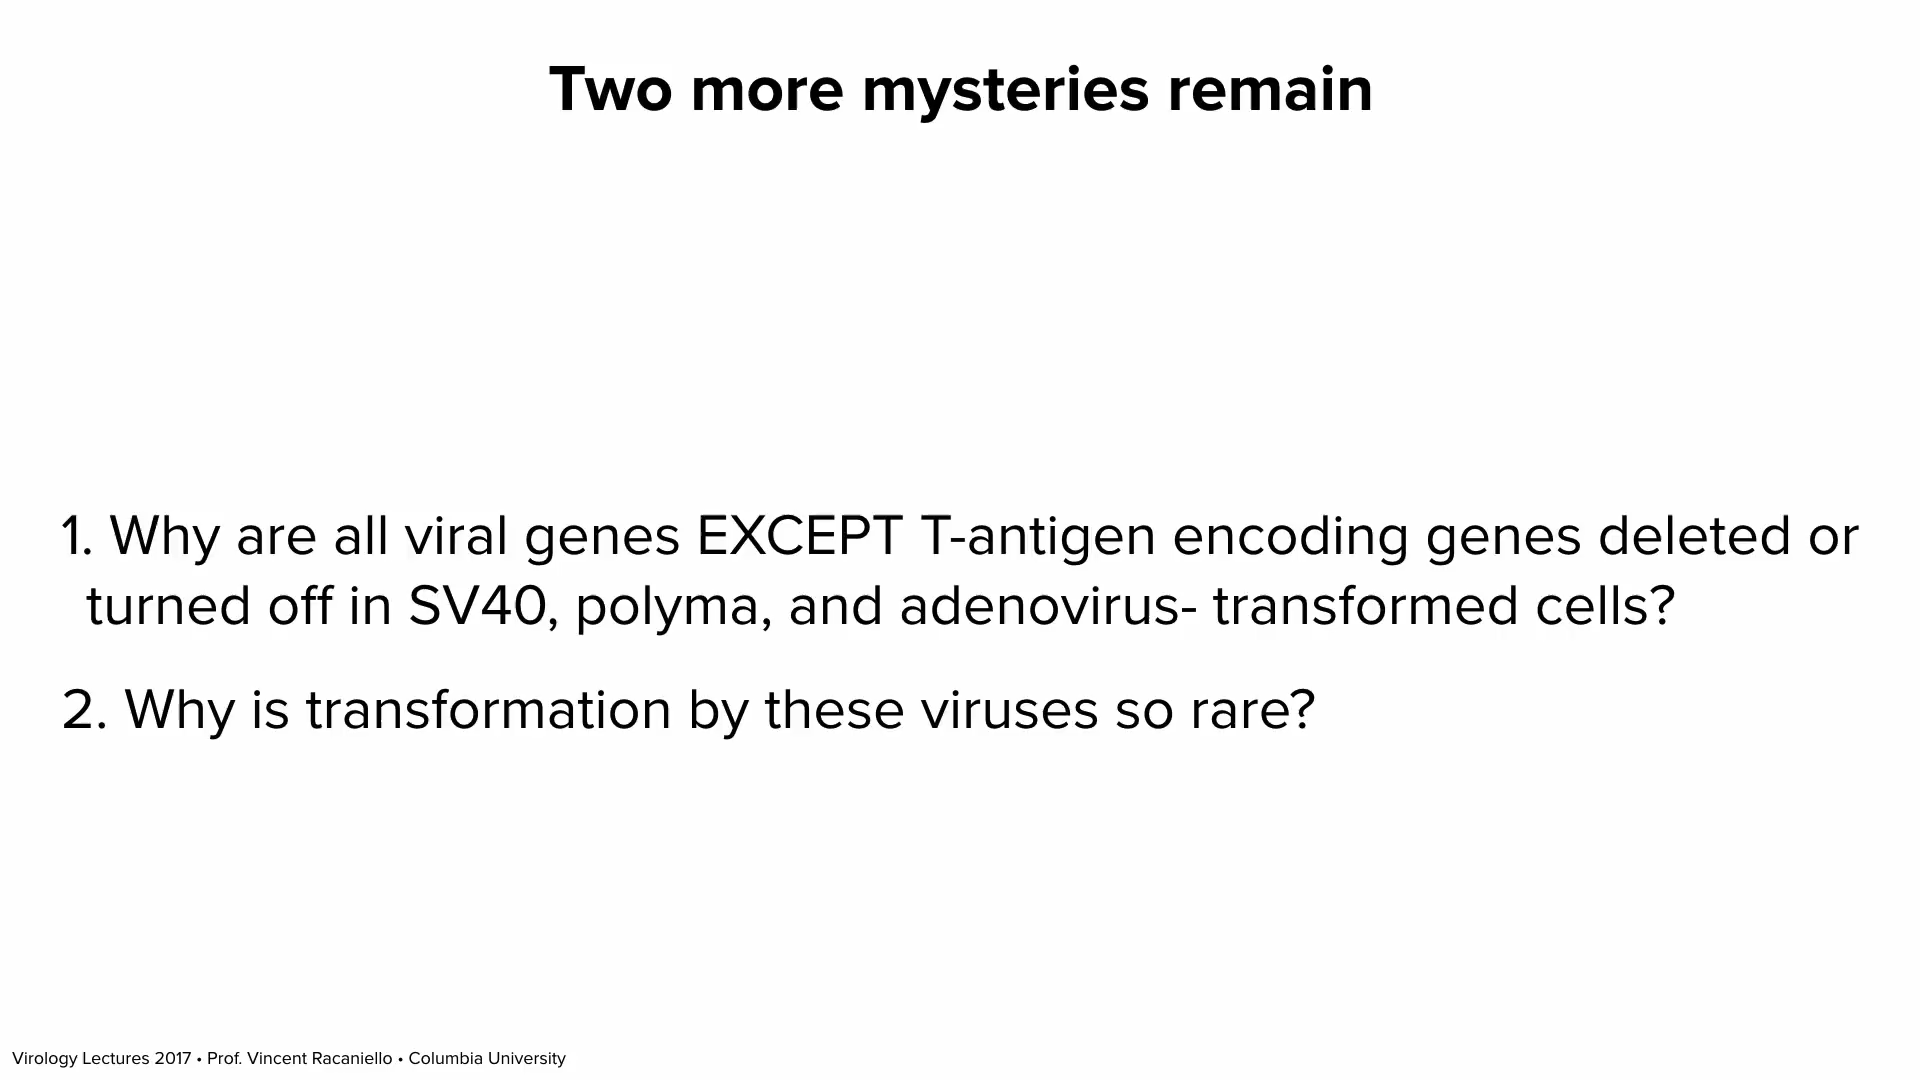 Two more mysteries remain
1. Why are all viral genes EXCEPT T-antigen encoding genes deleted or
turned off in SV40, polyma, and adenovirus- transformed cells?
2. Why is transformation by these viruses so rare?
Virology Lectures 2017 • Prof. Vincent Racaniello • Columbia University